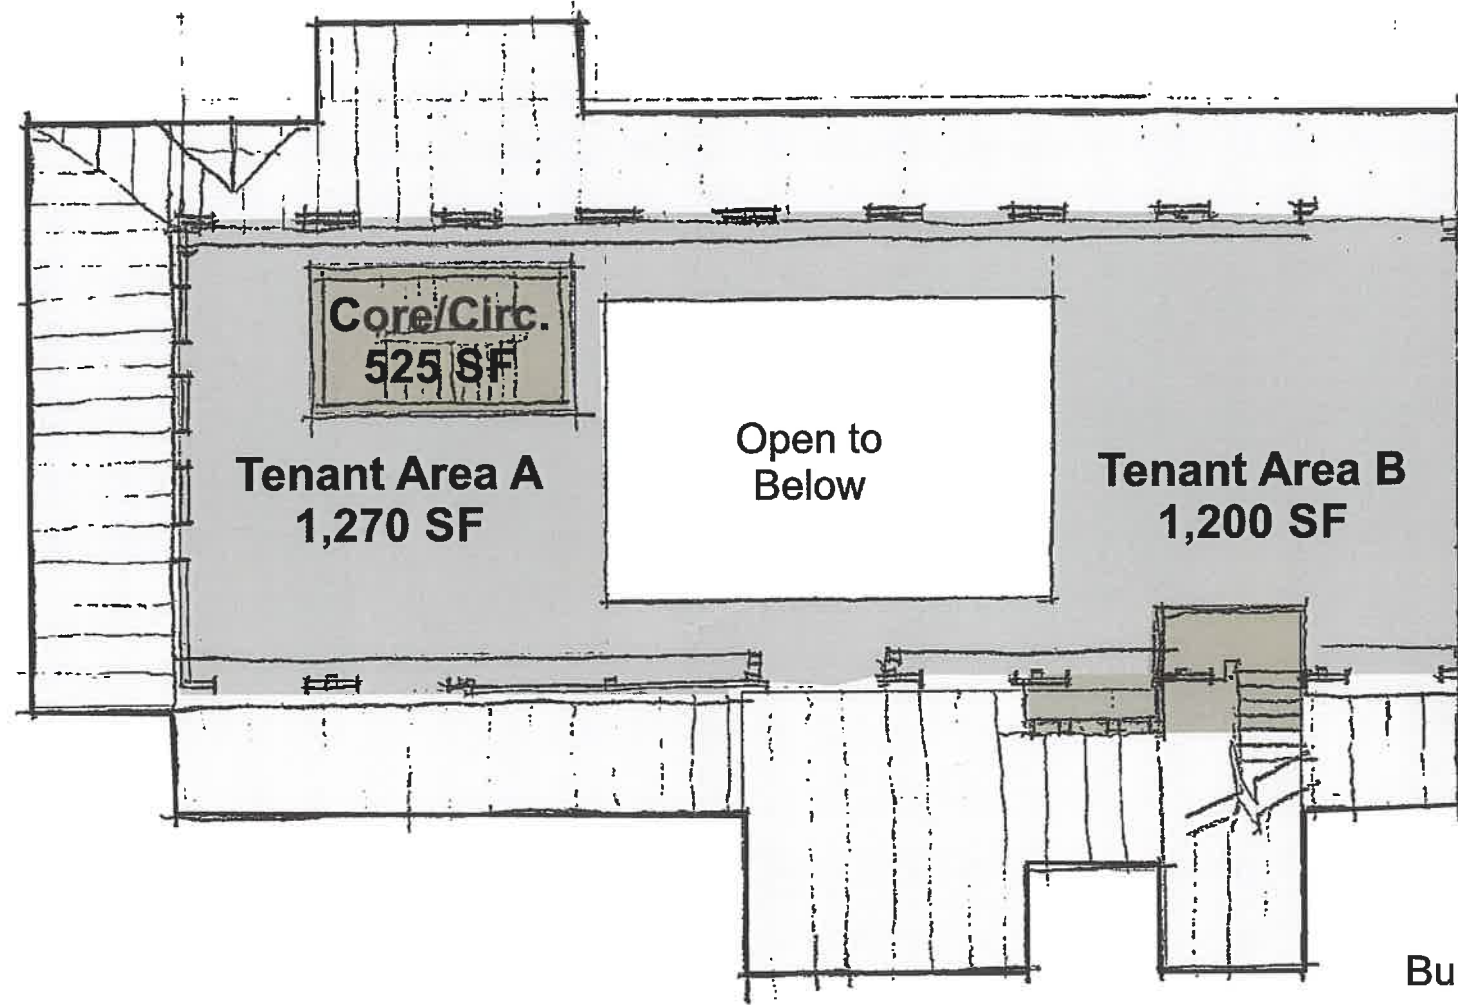 Core/Circ.
525 SF
Open to
Below
Tenant Area A
1,270 SF
Tenant Area B
1,200 SF
Bu